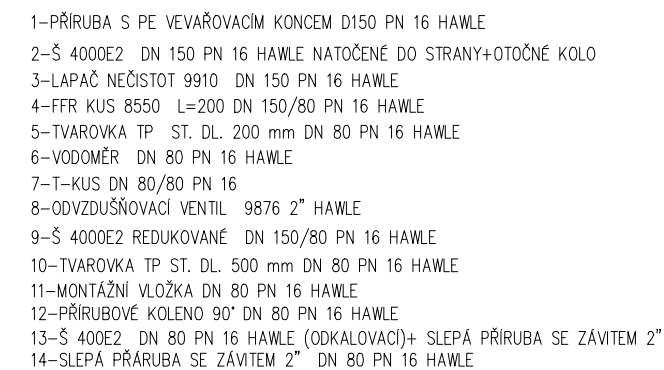 1-PŘÍRUBA S PE VEVAŘOVACÍM KONCEM D150 PN 16 HAWLE
2-Š 4000E2 DN 150 PN 16 HAWLE NATOČENÉ DO STRANY+OTOČNÉ KOLO
3-LAPAČ NEČISTOT 9910 DN 150 PN 16 HAWLE
4-FFR KUS 8550 L=200 DN 150/80 PN 16 HAWLE
5-TVAROVKA TP ST. DL. 200 mm DN 80 PN 16 HAWLE
6-VODOMĚR DN 80 PN 16 HAWLE
7-T-KUS DN 80/80 PN 16
8-ODVZDUŠŇOVACÍ VENTIL 9876 2" HAWLE
9-Š 4000E2 REDUKOVANÉ DN 150/80 PN 16 HAWLE
10-TVAROVKA TP ST. DL. 500 mm DN 80 PN 16 HAWLE
11-MONTÁŽNÍ VLOŽKA DN 80 PN 16 HAWLE
12-PŘÍRUBOVÉ KOLENO 90° DN 80 PN 16 HAWLE
13-Š 400E2 DN 80 PN 16 HAWLE (ODKALOVACÍ)+ SLEPÁ PŘÍRUBA SE ZÁVITEM 2"
14-SLEPÁ PŘÁRUBA SE ZÁVITEM 2" DN 80 PN 16 HAWLE